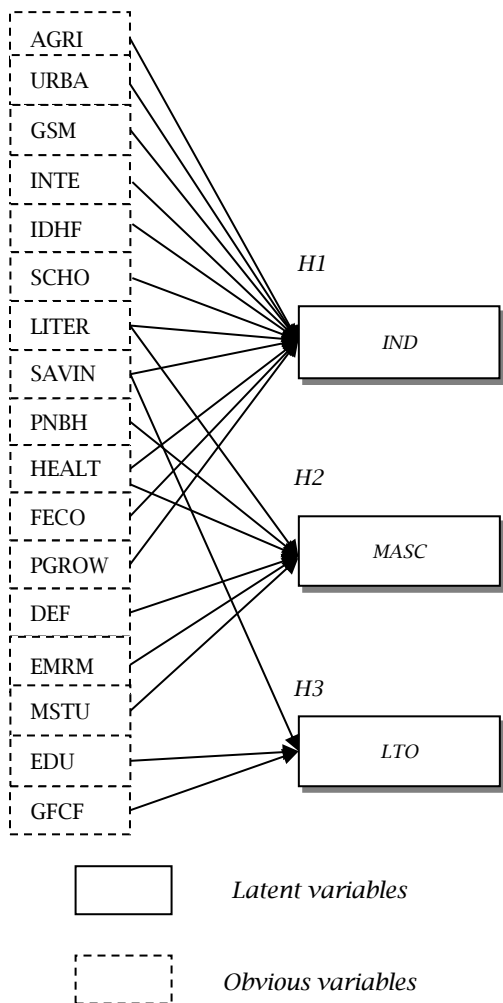 AGRI
URBA
GSM
INTE
IDHF
SCHO
LITER
SAVIN
PNBH
HEALT
FECO
PGROW
DEF
EMRM
MSTU
EDU
GFCF
H1
IND
H2
MASC
H3
LTO
Latent variables
Obvious variables